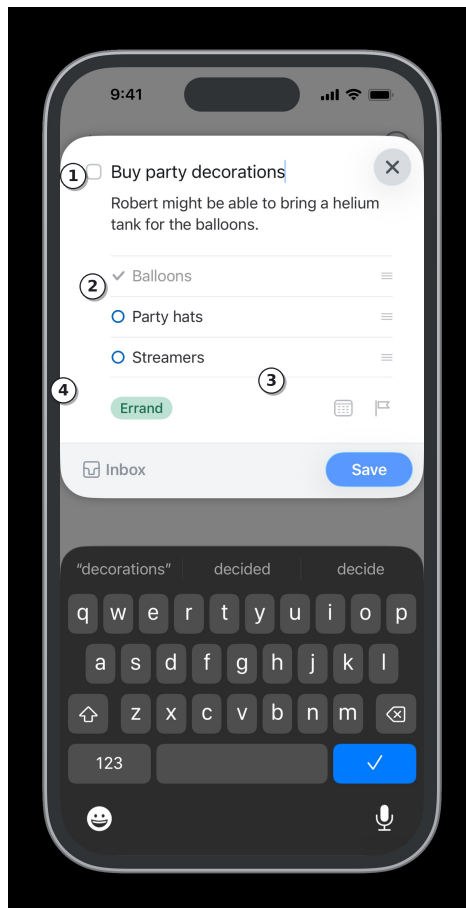 9:41
1
Buy party decorations
Robert might be able to bring a helium
tank for the balloons.
2
Balloons
Party hats
Streamers
3
4
Errand
Inbox
Save
“decorations” decided decide
q w e r t y u i o p
a s d f g h j k l
z x c v b n m
123